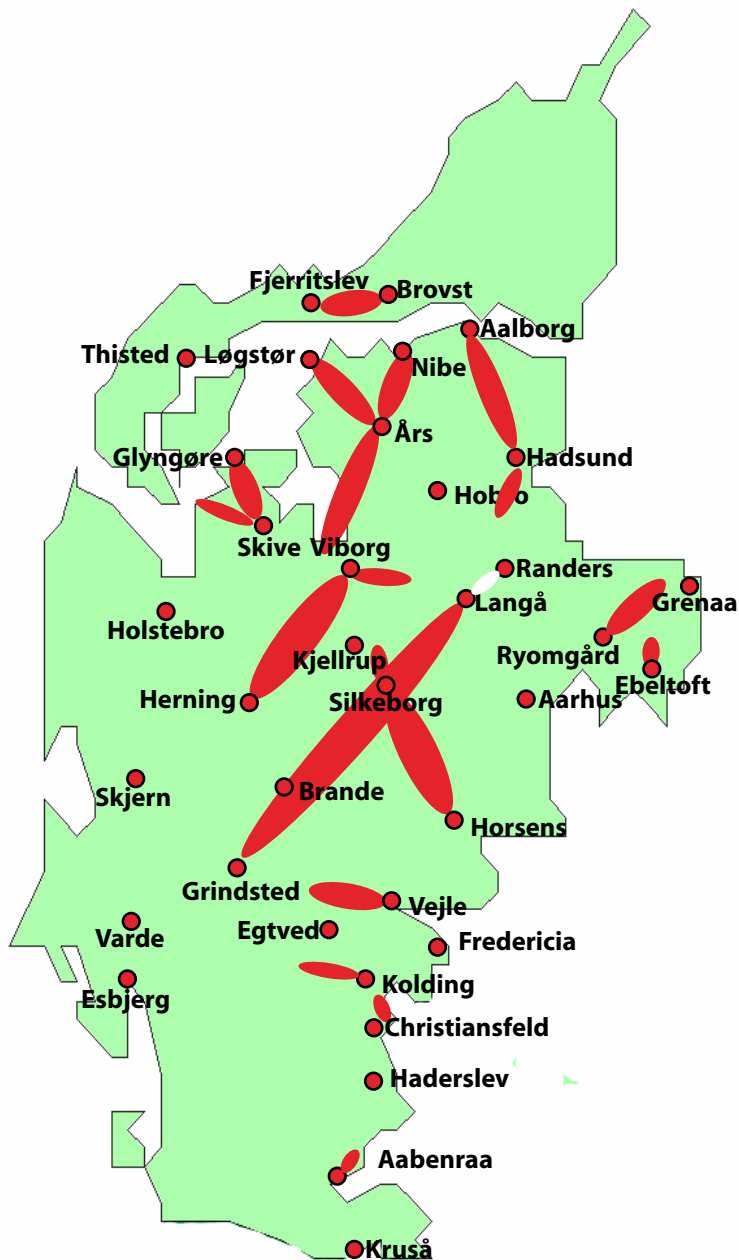 Fjerritslev
Brovst
Aalborg
Thisted
Løgstør
Nibe
Års
Glyngøre
Hadsund
Hobro
Skive
Viborg
Randers
Langå
Grenaa
Holstebro
Kjellrup
Ryomgård
Ebeltoft
Herning
Silkeborg
Aarhus
Skjern
Brande
Horsens
Grindsted
Vejle
Varde
Egtved
Fredericia
Esbjerg
Kolding
Christiansfeld
Haderslev
Aabenraa
Kruså